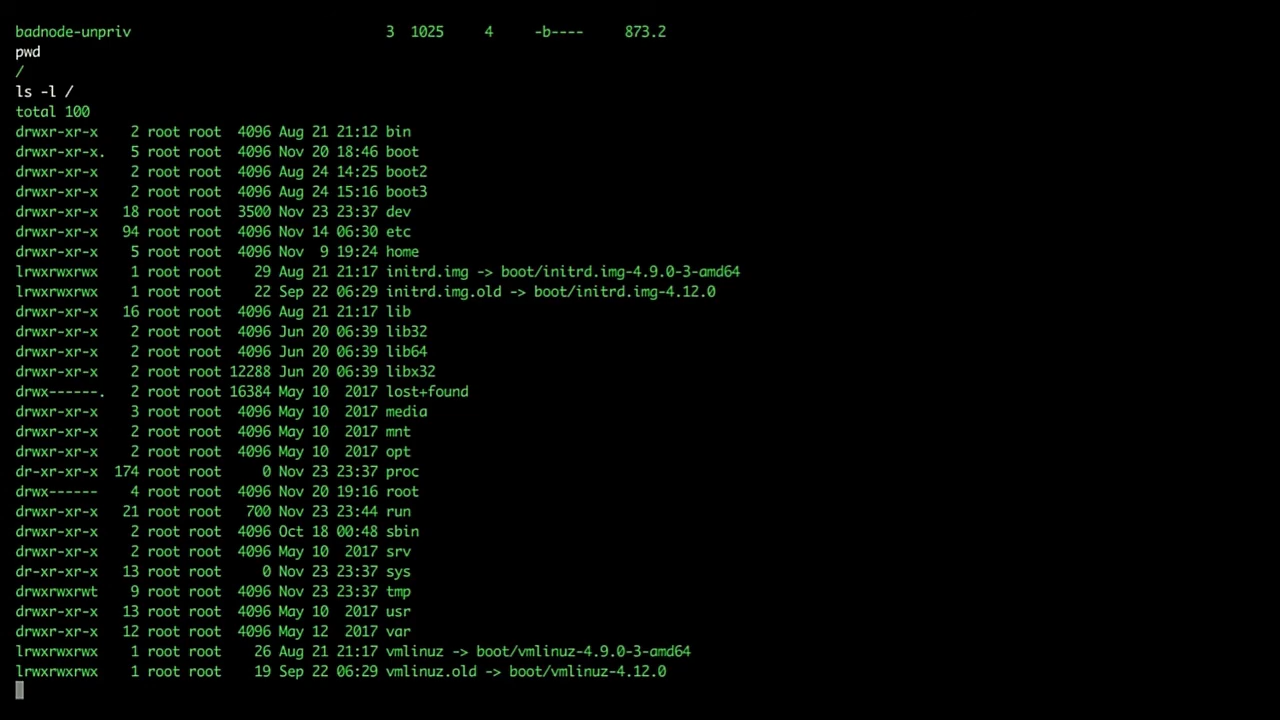 badnode-unpriv                               3  1025     4     -b----     873.2
pwd
/
ls -l /
total 100
drwxr-xr-x    2 root root  4096 Aug 21 21:12 bin
drwxr-xr-x.   5 root root  4096 Nov 20 18:46 boot
drwxr-xr-x    2 root root  4096 Aug 24 14:25 boot2
drwxr-xr-x    2 root root  4096 Aug 24 15:16 boot3
drwxr-xr-x   18 root root  3500 Nov 23 23:37 dev
drwxr-xr-x   94 root root  4096 Nov 14 06:30 etc
drwxr-xr-x    5 root root  4096 Nov  9 19:24 home
lrwxrwxrwx    1 root root    29 Aug 21 21:17 initrd.img -> boot/initrd.img-4.9.0-3-amd64
lrwxrwxrwx    1 root root    22 Sep 22 06:29 initrd.img.old -> boot/initrd.img-4.12.0
drwxr-xr-x   16 root root  4096 Aug 21 21:17 lib
drwxr-xr-x    2 root root  4096 Jun 20 06:39 lib32
drwxr-xr-x    2 root root  4096 Jun 20 06:39 lib64
drwxr-xr-x    2 root root 12288 Jun 20 06:39 libx32
drwx------.   2 root root 16384 May 10  2017 lost+found
drwxr-xr-x    3 root root  4096 May 10  2017 media
drwxr-xr-x    2 root root  4096 May 10  2017 mnt
drwxr-xr-x    2 root root  4096 May 10  2017 opt
dr-xr-xr-x  174 root root     0 Nov 23 23:37 proc
drwx------    4 root root  4096 Nov 20 19:16 root
drwxr-xr-x   21 root root   700 Nov 23 23:44 run
drwxr-xr-x    2 root root  4096 Oct 18 00:48 sbin
drwxr-xr-x    2 root root  4096 May 10  2017 srv
dr-xr-xr-x   13 root root     0 Nov 23 23:37 sys
drwxrwxrwt    9 root root  4096 Nov 23 23:37 tmp
drwxr-xr-x   13 root root  4096 May 10  2017 usr
drwxr-xr-x   12 root root  4096 May 12  2017 var
lrwxrwxrwx    1 root root    26 Aug 21 21:17 vmlinuz -> boot/vmlinuz-4.9.0-3-amd64
lrwxrwxrwx    1 root root    19 Sep 22 06:29 vmlinuz.old -> boot/vmlinuz-4.12.0